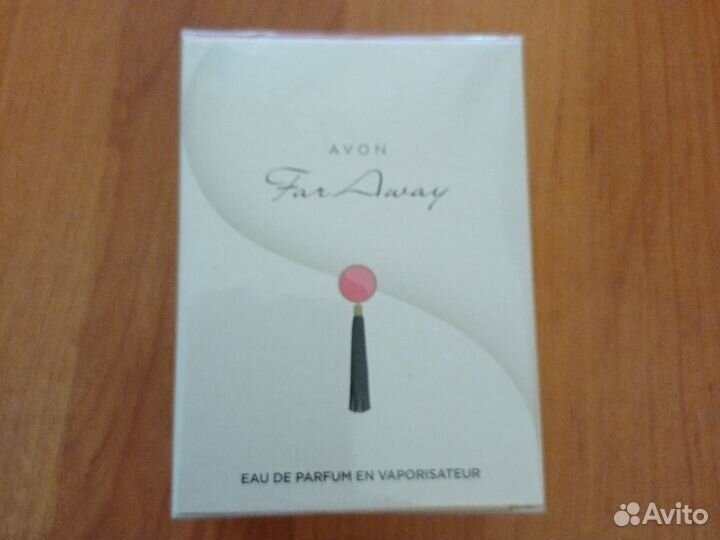 AVON
Far Away
EAU DE PARFUM EN VAPORISATEUR
Avito